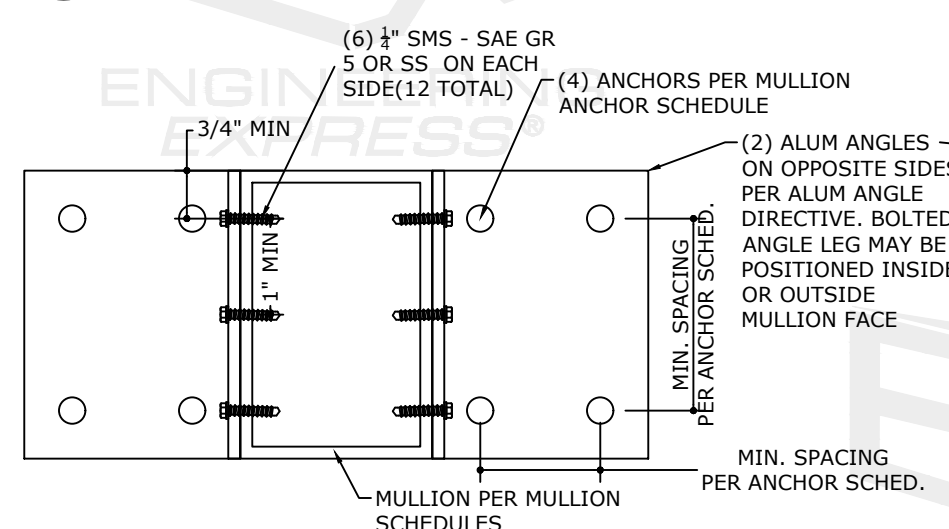 (6) 1/4" SMS - SAE GR
5 OR SS ON EACH
SIDE(12 TOTAL)
(4) ANCHORS PER MULLION
ANCHOR SCHEDULE
ENGINEERING
EXPRESS®
3/4" MIN
(2) ALUM ANGLES
ON OPPOSITE SIDES
PER ALUM ANGLE
DIRECTIVE. BOLTED
ANGLE LEG MAY BE
POSITIONED INSIDE
OR OUTSIDE
MULLION FACE
1" MIN
MIN. SPACING
PER ANCHOR SCHED.
MIN. SPACING
PER ANCHOR SCHED.
MULLION PER MULLION
SCHEDULES